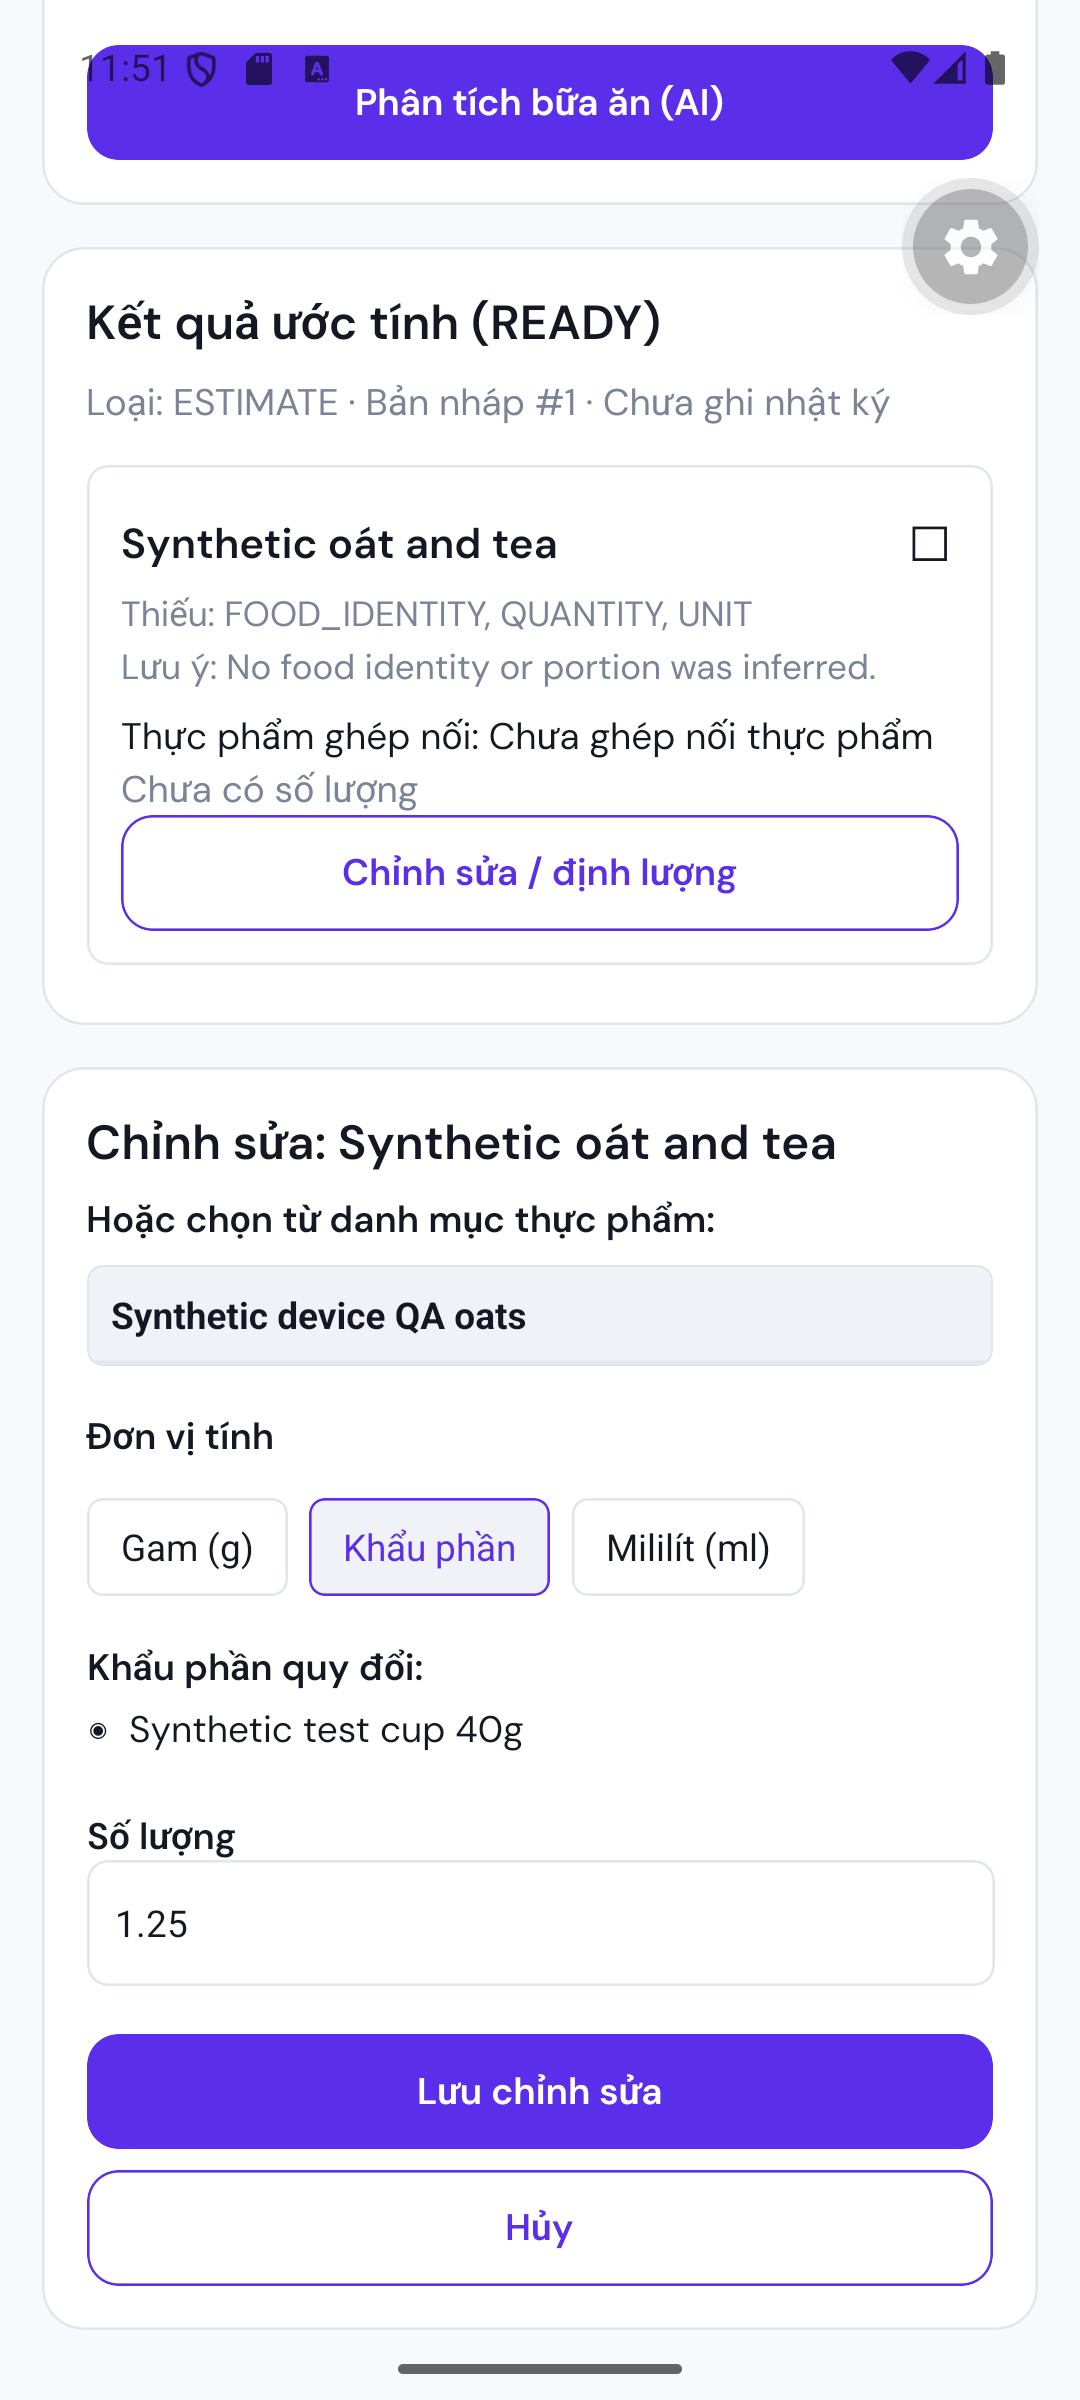 11:51
Phân tích bữa ăn (AI)
Kết quả ước tính (READY)
Loại: ESTIMATE · Bản nháp #1 · Chưa ghi nhật ký
Synthetic oát and tea
Thiếu: FOOD_IDENTITY, QUANTITY, UNIT
Lưu ý: No food identity or portion was inferred.
Thực phẩm ghép nối: Chưa ghép nối thực phẩm
Chưa có số lượng
Chỉnh sửa / định lượng
Chỉnh sửa: Synthetic oát and tea
Hoặc chọn từ danh mục thực phẩm:
Synthetic device QA oats
Đơn vị tính
Gam (g) Khẩu phần Mililít (ml)
Khẩu phần quy đổi:
Synthetic test cup 40g
Số lượng
1.25
Lưu chỉnh sửa
Hủy